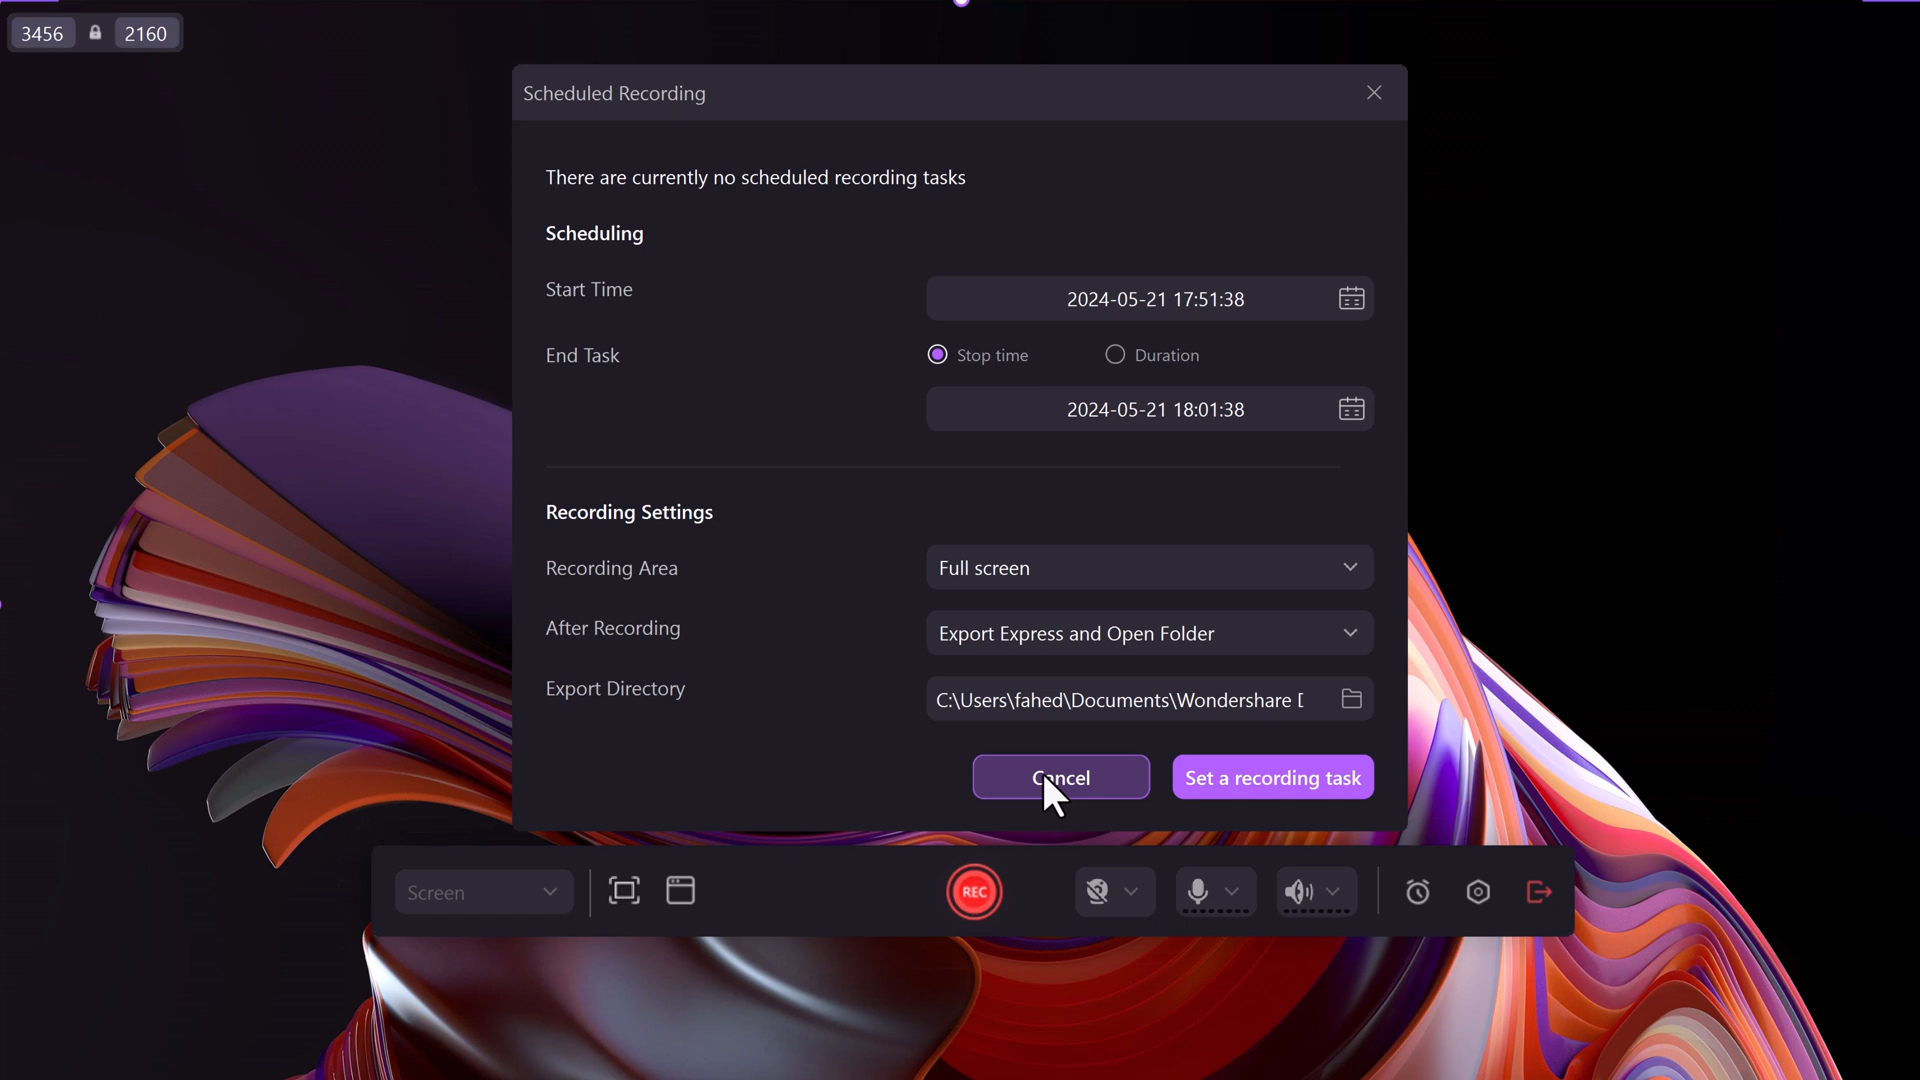 3456 2160
Scheduled Recording
There are currently no scheduled recording tasks
Scheduling
Start Time 2024-05-21 17:51:38
End Task Stop time Duration
2024-05-21 18:01:38
Recording Settings
Recording Area Full screen
After Recording Export Express and Open Folder
Export Directory C:\Users\fahed\Documents\Wondershare
Cancel Set a recording task
Screen REC